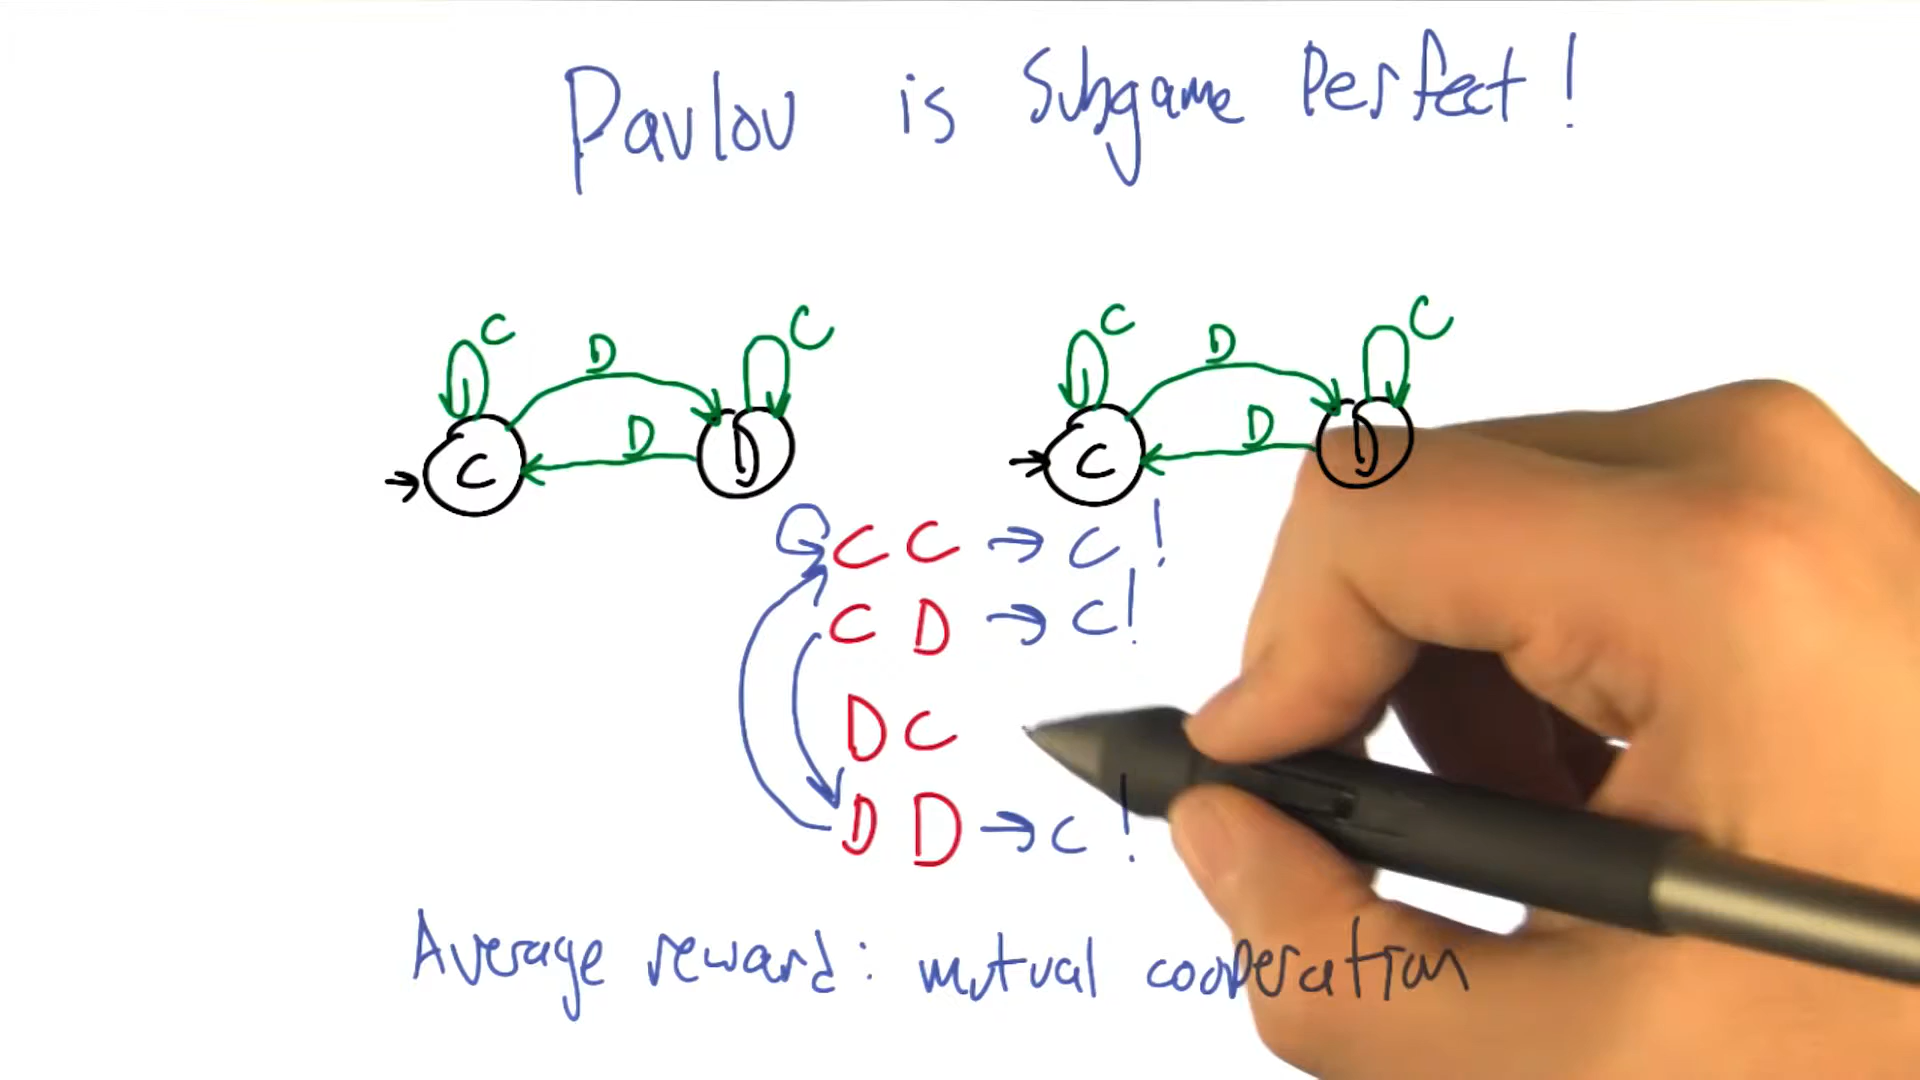 Pavlov is Subgame Perfect!
C D C C D C
D D
C D C D
C C → C!
C D → C!
D C
D D → C!
Average reward: mutual cooperation